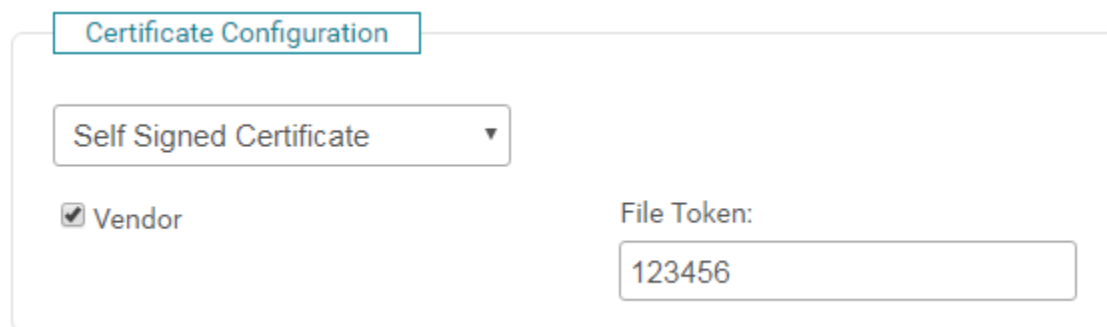 Certificate Configuration
Self Signed Certificate
Vendor
File Token:
123456